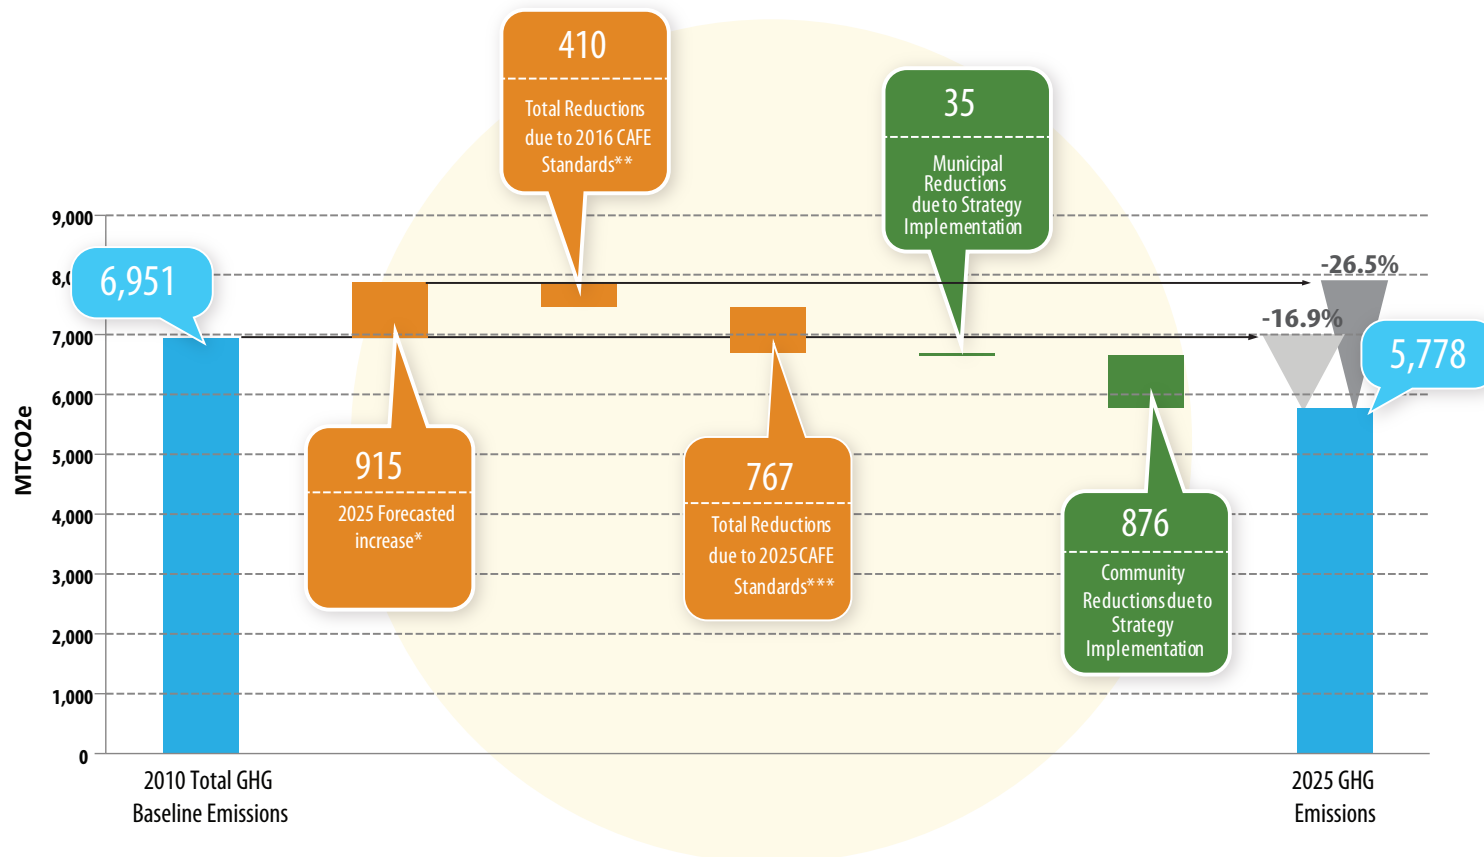 410
Total Reductions
due to 2016 CAFE
Standards**
35
Municipal
Reductions
due to Strategy
Implementation
9,000
8,0
7,000
6,000
5,000
4,000
3,000
2,000
1,000
0
MTCO2e
6,951
-26.5%
-16.9%
5,778
915
2025 Forecasted
increase*
767
Total Reductions
due to 2025 CAFE
Standards***
876
Community
Reductions due to
Strategy
Implementation
2010 Total GHG
Baseline Emissions
2025 GHG
Emissions